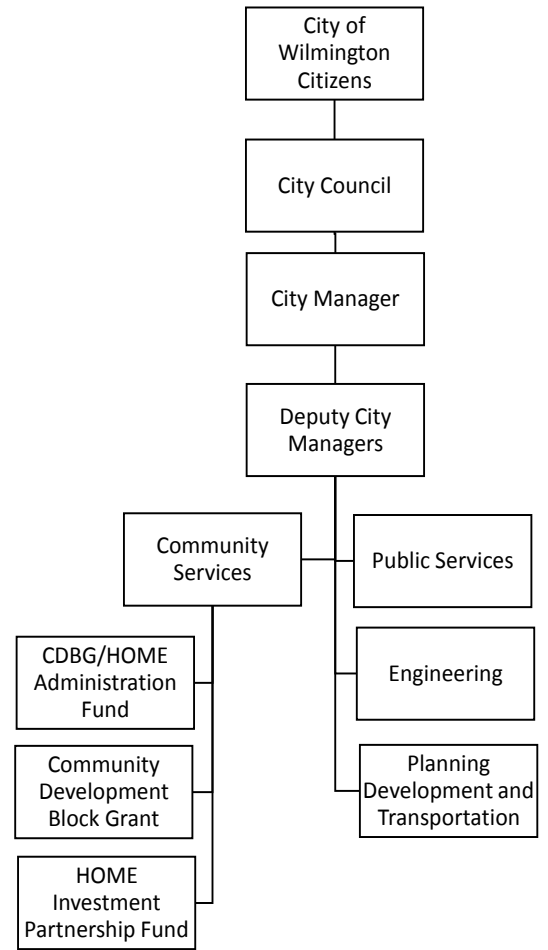 City of
Wilmington
Citizens
City Council
City Manager
Deputy City
Managers
Community
Services
Public Services
CDBG/HOME
Administration
Fund
Engineering
Community
Development
Block Grant
Planning
Development and
Transportation
HOME
Investment
Partnership Fund